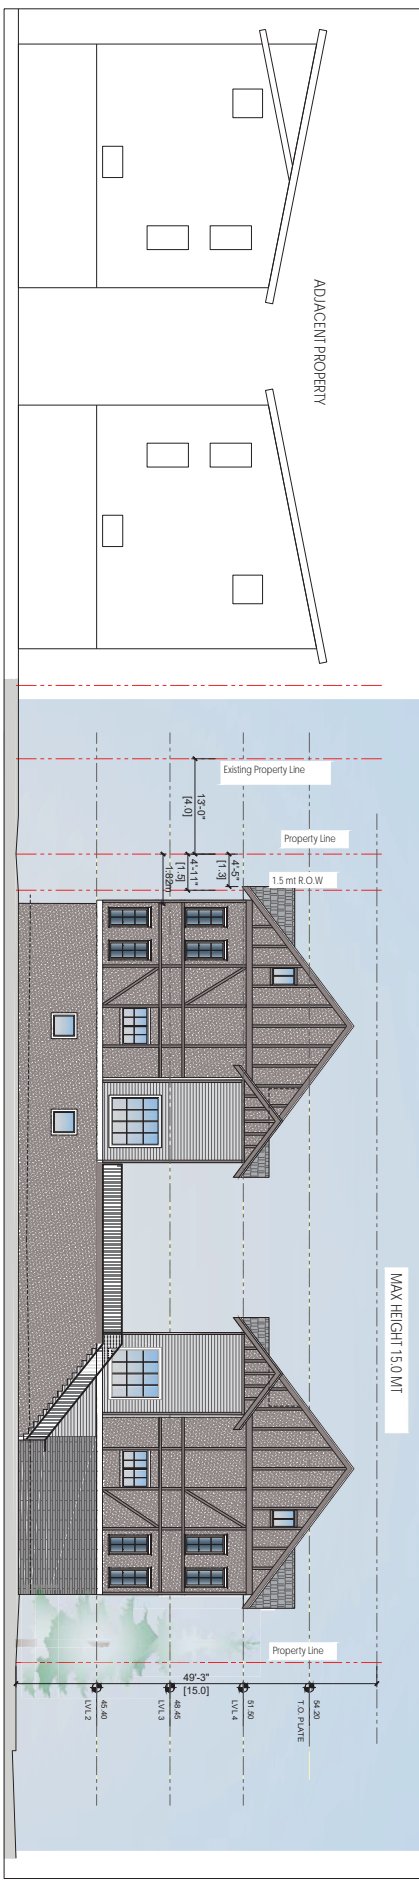 ADJACENT PROPERTY
MAX HEIGHT 15.0 MT
Existing Property Line
Property Line
1.5 mt R.O.W
Property Line
13'-0"
[4.0]
4'-5"
[1.3]
4'-11"
[1.5]
1.82m
49'-3"
[15.0]
54.20
T.O. PLATE
51.50
LVL 4
48.45
LVL 3
45.40
LVL 2